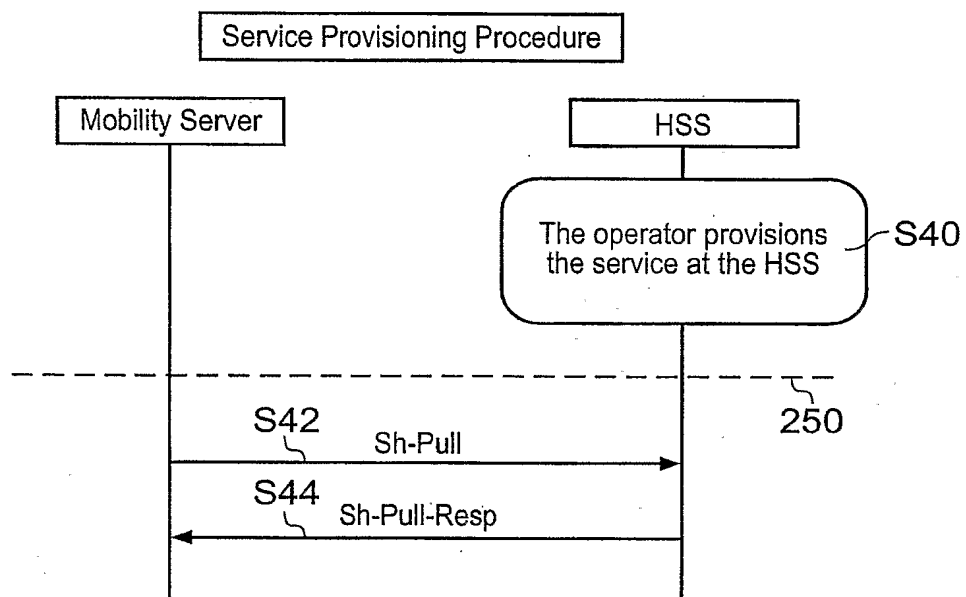 Service Provisioning Procedure
Mobility Server
HSS
The operator provisions
the service at the HSS
S40
250
S42
Sh-Pull
S44
Sh-Pull-Resp